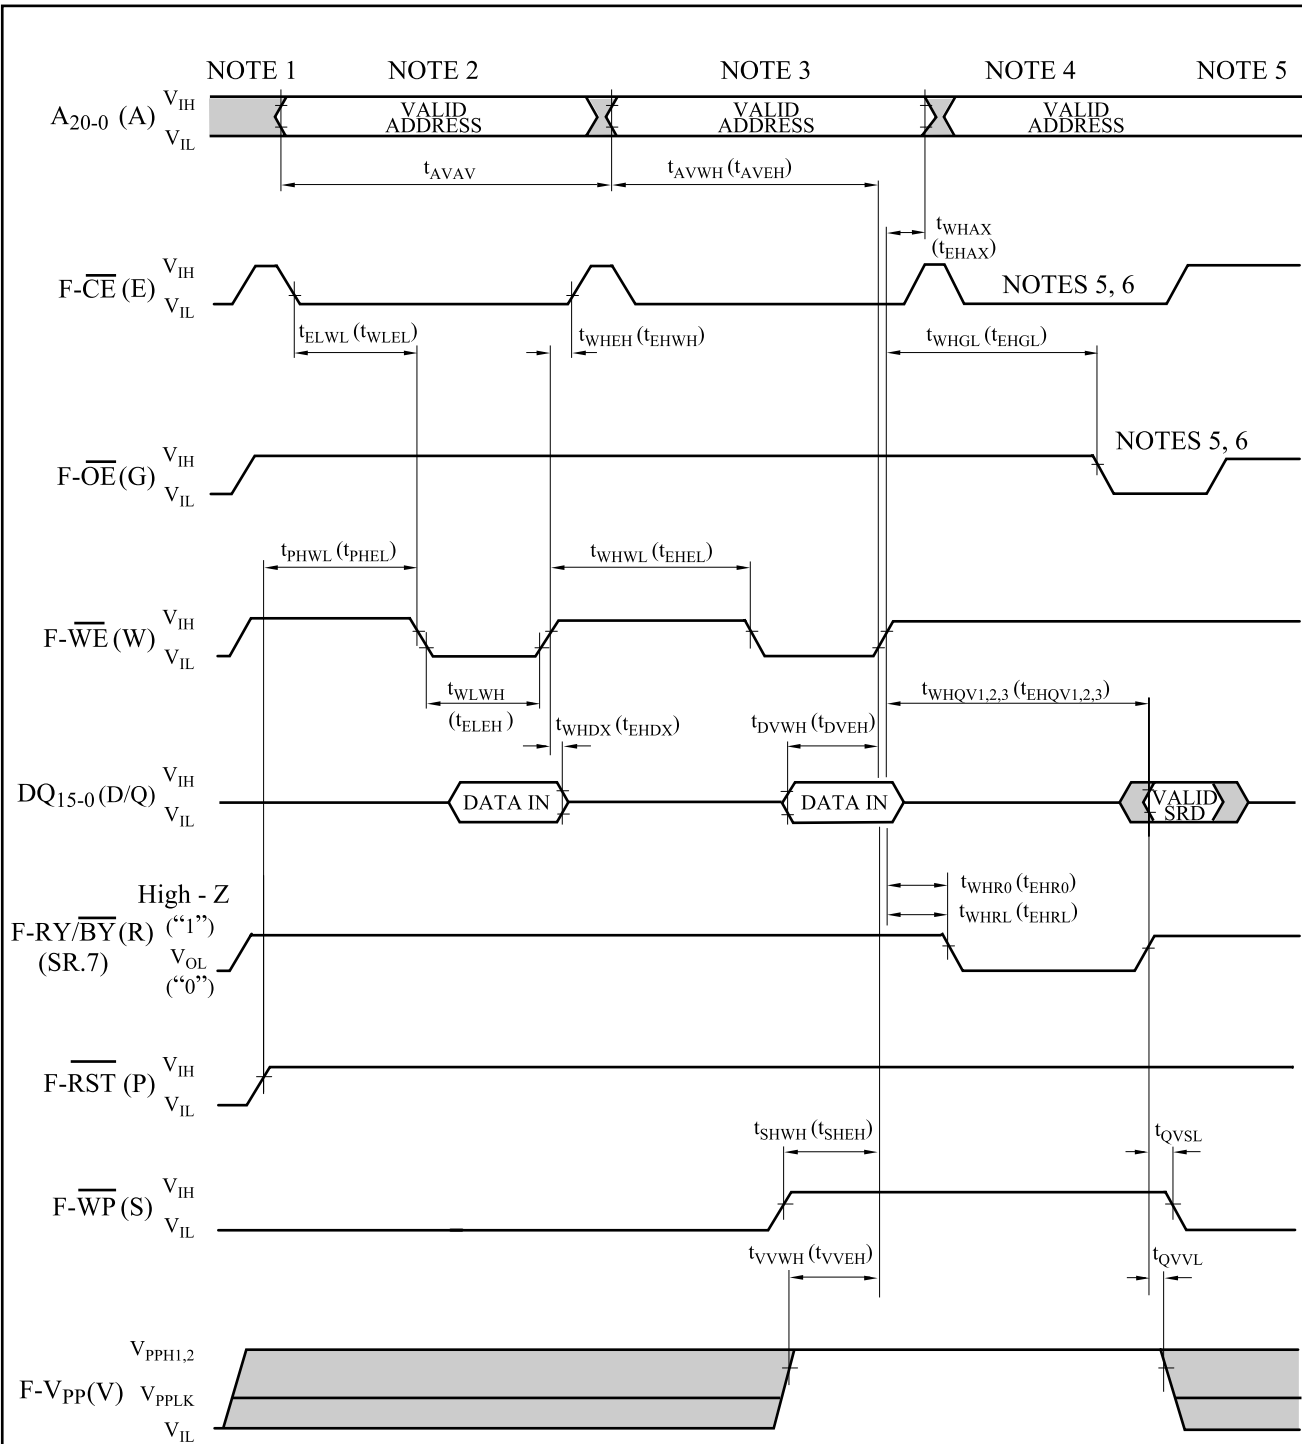 NOTE 1 NOTE 2 NOTE 3 NOTE 4 NOTE 5
A20-0 (A) VIH VIL VALID ADDRESS VALID ADDRESS VALID ADDRESS
tAVAV tAVWH (tAVEH)
tWHAX
(tEHAX)
F-CE (E) VIH VIL NOTES 5, 6
tELWL (tWLEL) tWHEH (tEHWH) tWHGL (tEHGL)
F-OE (G) VIH VIL NOTES 5, 6
tPHWL (tPHEL) tWHWL (tEHEL)
F-WE (W) VIH VIL
tWLWH
(tELEH) tWHDX (tEHDX) tDVWH (tDVEH) tWHQV1,2,3 (tEHQV1,2,3)
DQ15-0 (D/Q) VIH VIL DATA IN DATA IN VALID SRD
tWHR0 (tEHR0)
tWHRL (tEHRL)
High - Z
(“1”)
F-RY/BY (R)
(SR.7)
VOL
(“0”)
F-RST (P) VIH VIL
tSHWH (tSHEH) tQVSL
F-WP (S) VIH VIL
tVVWH (tVVEH) tQVVL
F-VPP (V) VPPH1,2 VPPLK VIL